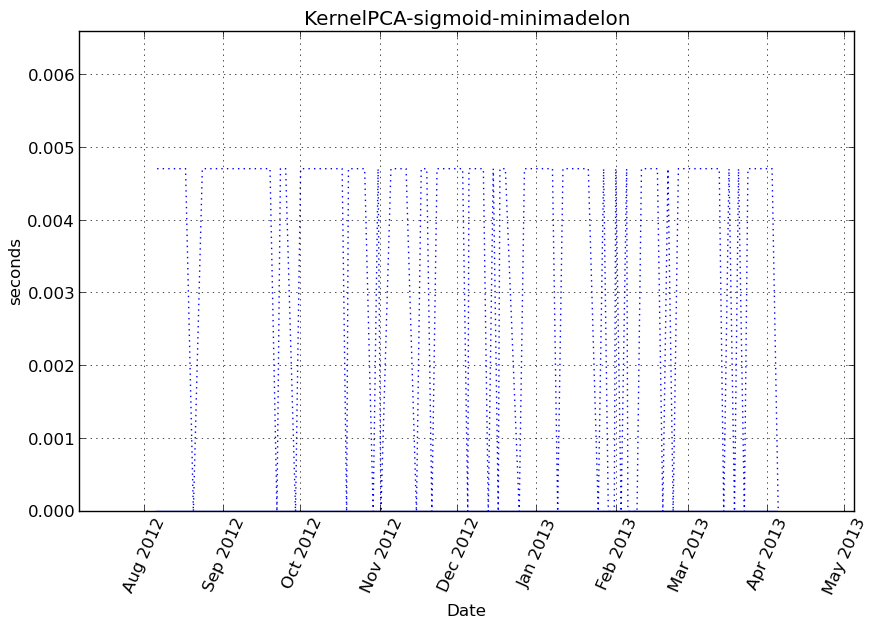 KernelPCA-sigmoid-minimadelon
0.006
0.005
0.004
0.003
0.002
0.001
0.000
seconds
Aug 2012
Sep 2012
Oct 2012
Nov 2012
Dec 2012
Jan 2013
Feb 2013
Mar 2013
Apr 2013
May 2013
Date